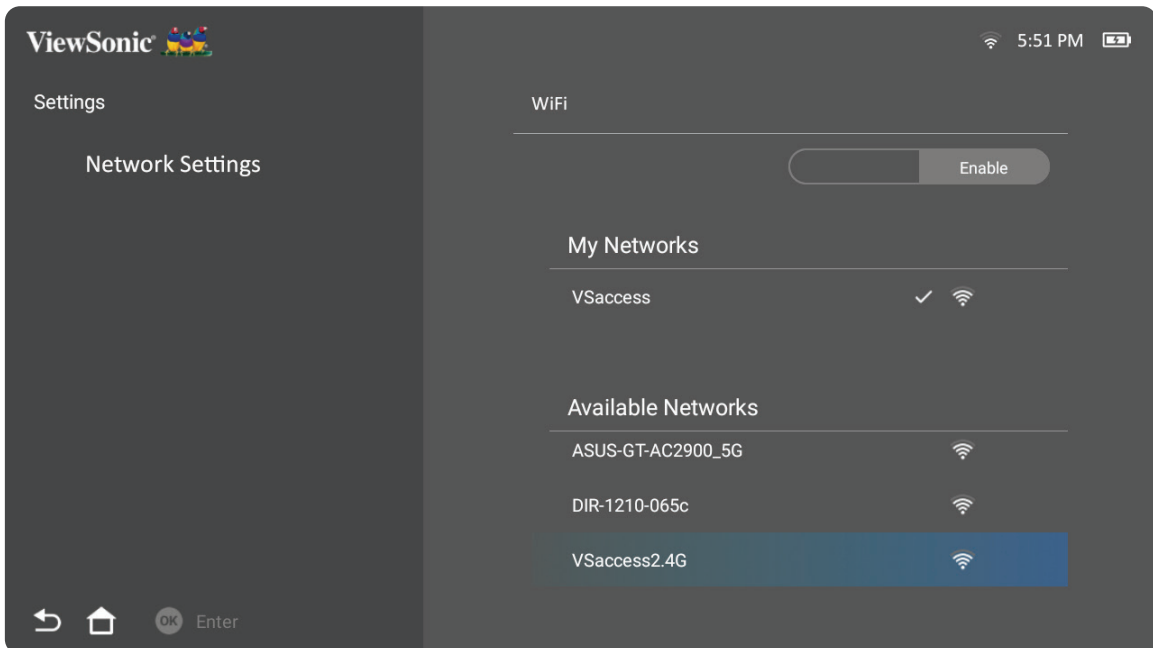 ViewSonic
5:51 PM
Settings
Network Settings
WiFi
Enable
My Networks
VSaccess
Available Networks
ASUS-GT-AC2900_5G
DIR-1210-065c
VSaccess2.4G
OK Enter